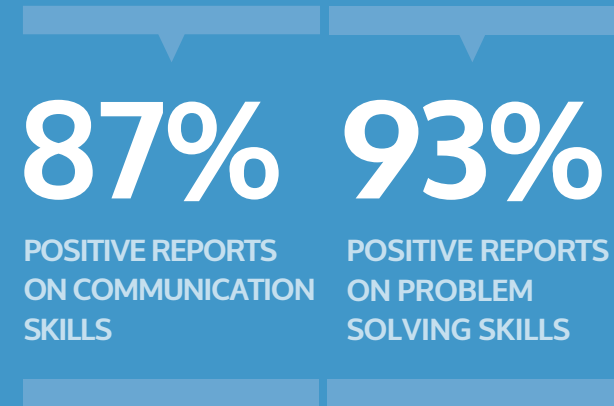 87%
POSITIVE REPORTS
ON COMMUNICATION
SKILLS
93%
POSITIVE REPORTS
ON PROBLEM
SOLVING SKILLS